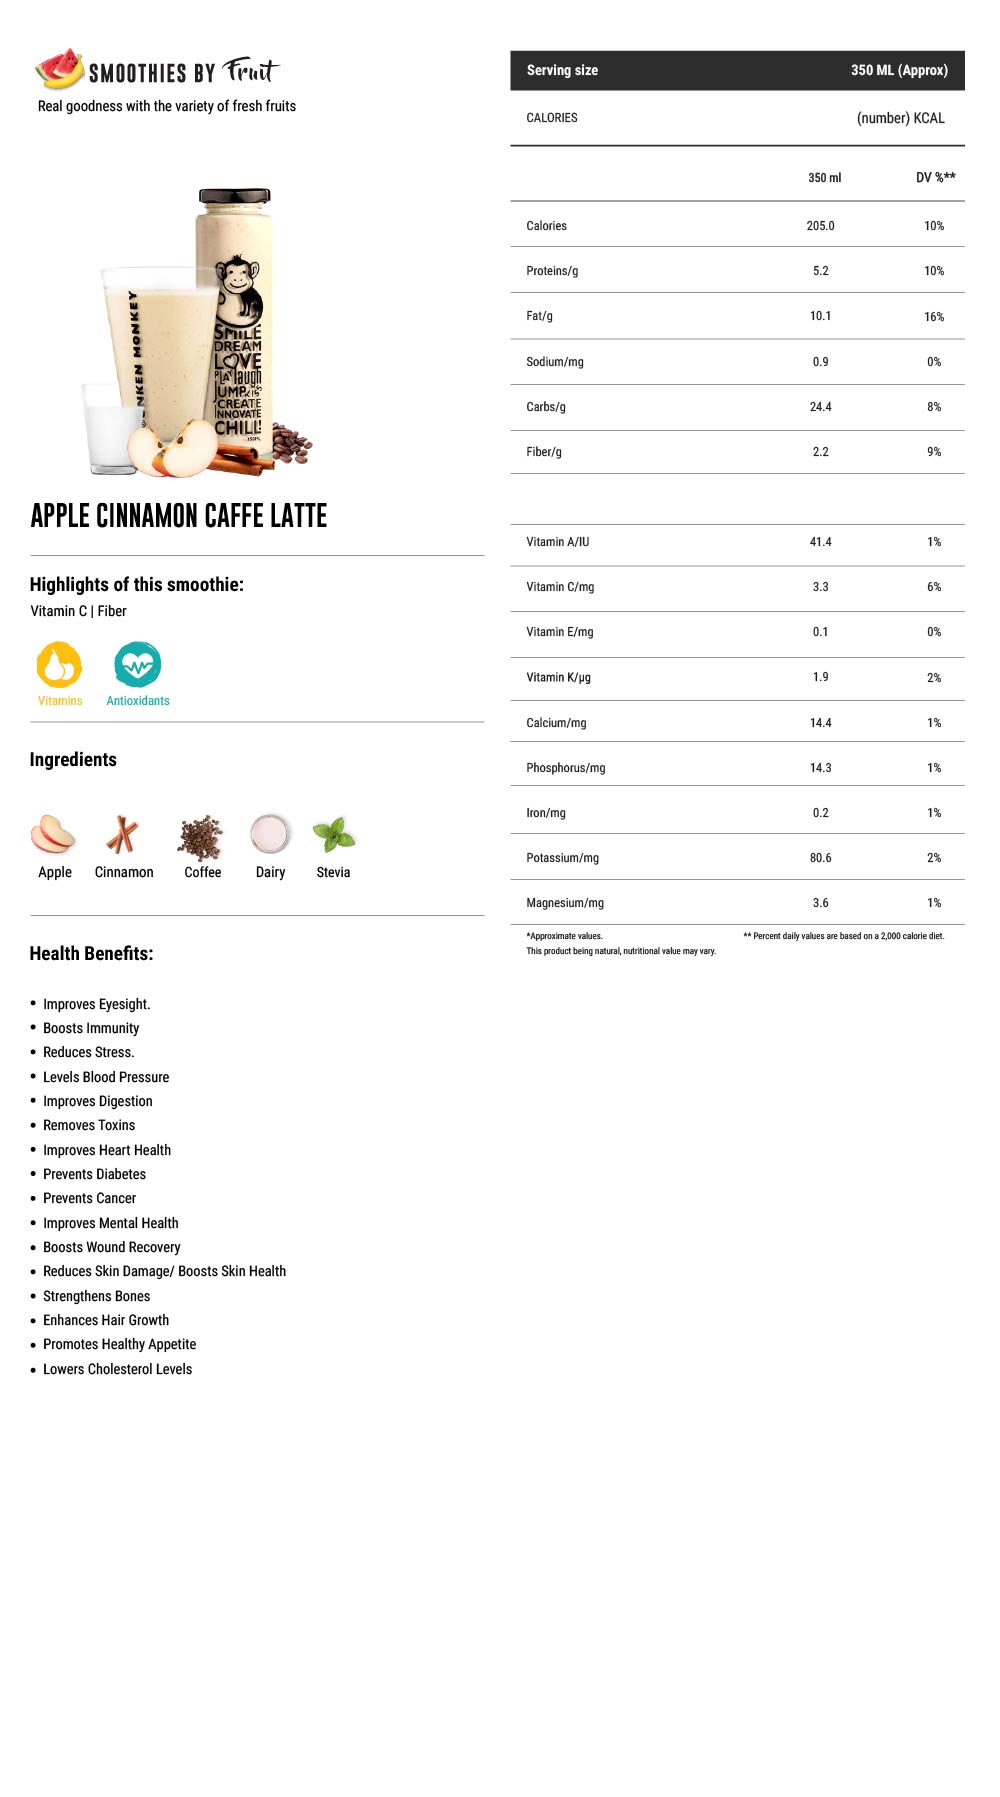 SMOOTHIES BY Fruit
Real goodness with the variety of fresh fruits
NKEN MONKEY
SMILE
DREAM
LOVE
PLAY laugh
JUMP KISS
CREATE
INNOVATE
CHILL!
350ML
APPLE CINNAMON CAFFE LATTE
Highlights of this smoothie:
Vitamin C | Fiber
Vitamins Antioxidants
Ingredients
Apple Cinnamon Coffee Dairy Stevia
Health Benefits:
• Improves Eyesight.
• Boosts Immunity
• Reduces Stress.
• Levels Blood Pressure
• Improves Digestion
• Removes Toxins
• Improves Heart Health
• Prevents Diabetes
• Prevents Cancer
• Improves Mental Health
• Boosts Wound Recovery
• Reduces Skin Damage/ Boosts Skin Health
• Strengthens Bones
• Enhances Hair Growth
• Promotes Healthy Appetite
• Lowers Cholesterol Levels
Serving size 350 ML (Approx)
CALORIES (number) KCAL
350 ml DV %**
Calories 205.0 10%
Proteins/g 5.2 10%
Fat/g 10.1 16%
Sodium/mg 0.9 0%
Carbs/g 24.4 8%
Fiber/g 2.2 9%
Vitamin A/IU 41.4 1%
Vitamin C/mg 3.3 6%
Vitamin E/mg 0.1 0%
Vitamin K/µg 1.9 2%
Calcium/mg 14.4 1%
Phosphorus/mg 14.3 1%
Iron/mg 0.2 1%
Potassium/mg 80.6 2%
Magnesium/mg 3.6 1%
*Approximate values. ** Percent daily values are based on a 2,000 calorie diet.
This product being natural, nutritional value may vary.